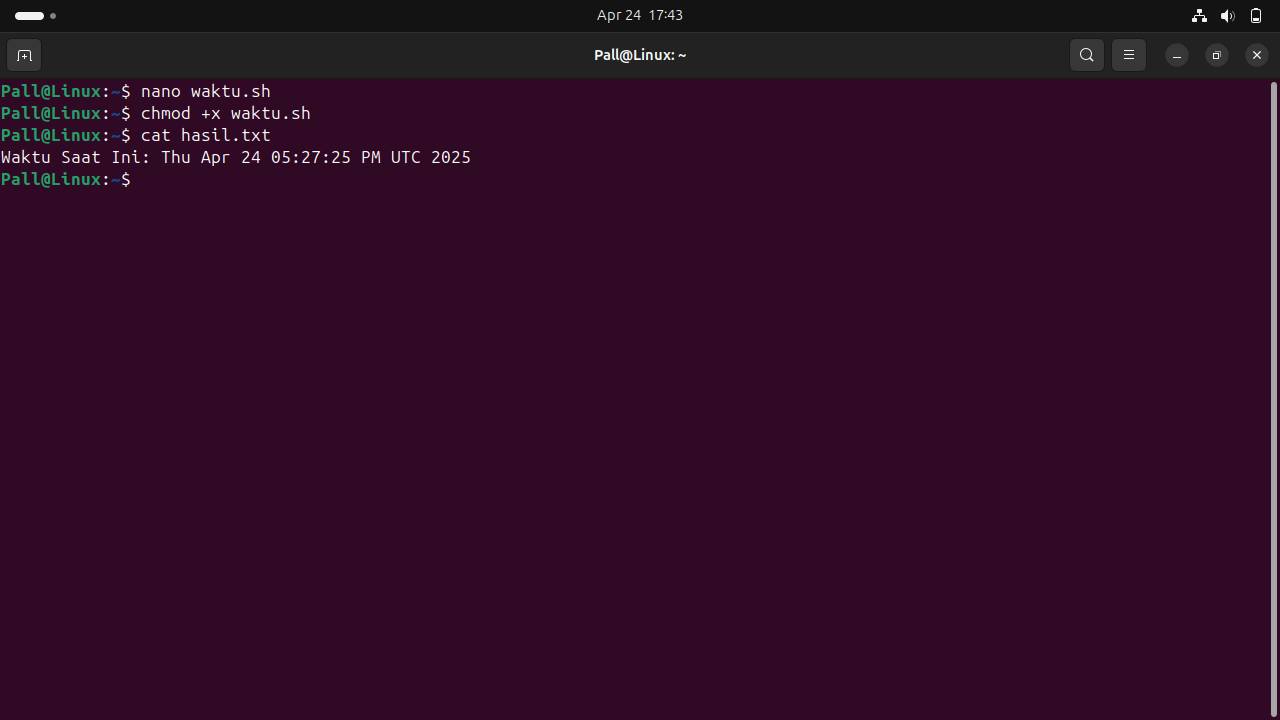 Apr 24 17:43
Pall@Linux: ~
Pall@Linux:~$ nano waktu.sh
Pall@Linux:~$ chmod +x waktu.sh
Pall@Linux:~$ cat hasil.txt
Waktu Saat Ini: Thu Apr 24 05:27:25 PM UTC 2025
Pall@Linux:~$